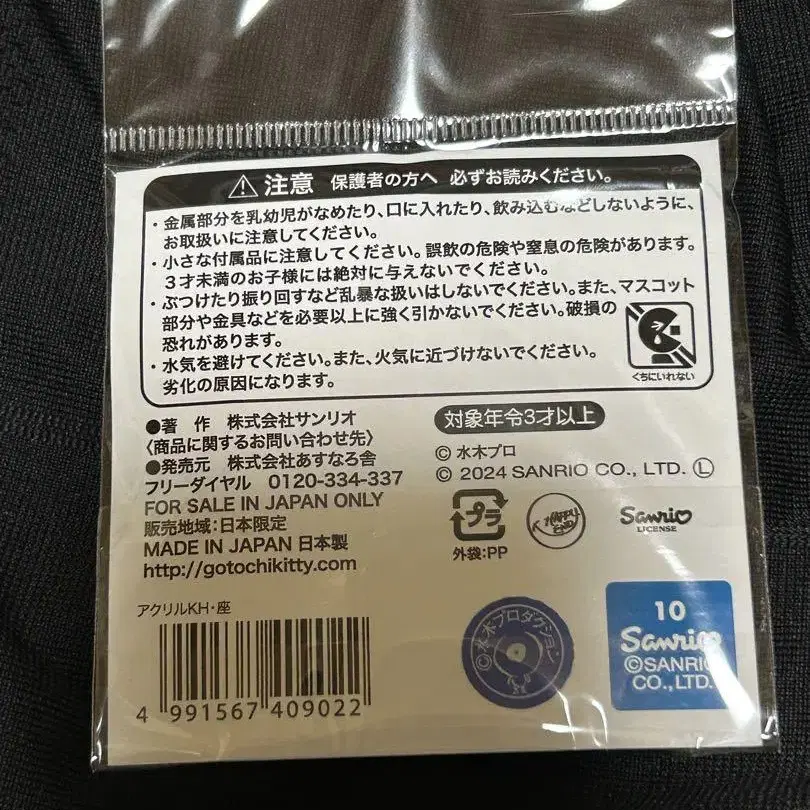 注意 保護者の方へ 必ずお読みください。
・金属部分を乳幼児がなめたり、口に入れたり、飲み込むなどしないように、
お取扱いに注意してください。
・小さな付属品に注意してください。誤飲の危険や窒息の危険があります。
3才未満のお子様には絶対に与えないでください。
・ぶつけたり振り回すなど乱暴な扱いはしないでください。また、マスコット
部分や金具などを必要以上に強く引かないでください。破損の
恐れがあります。
・水気を避けてください。また、火気に近づけないでください。
劣化の原因になります。
くちにいれない
●著 作 株式会社サンリオ
〈商品に関するお問い合わせ先〉
●発売元 株式会社あすなろ舎
フリーダイヤル 0120-334-337
FOR SALE IN JAPAN ONLY
販売地域:日本限定
MADE IN JAPAN 日本製
http://gotochikitty.com
対象年令3才以上
© 水木プロ
© 2024 SANRIO CO., LTD. Ⓛ
プラ
外袋:PP
HAPPY END
Sanrio
LICENSE
アクリルKH・座
4 991567 409022
©水木プロダクション
10
Sanrio
©SANRIO
CO.,LTD.